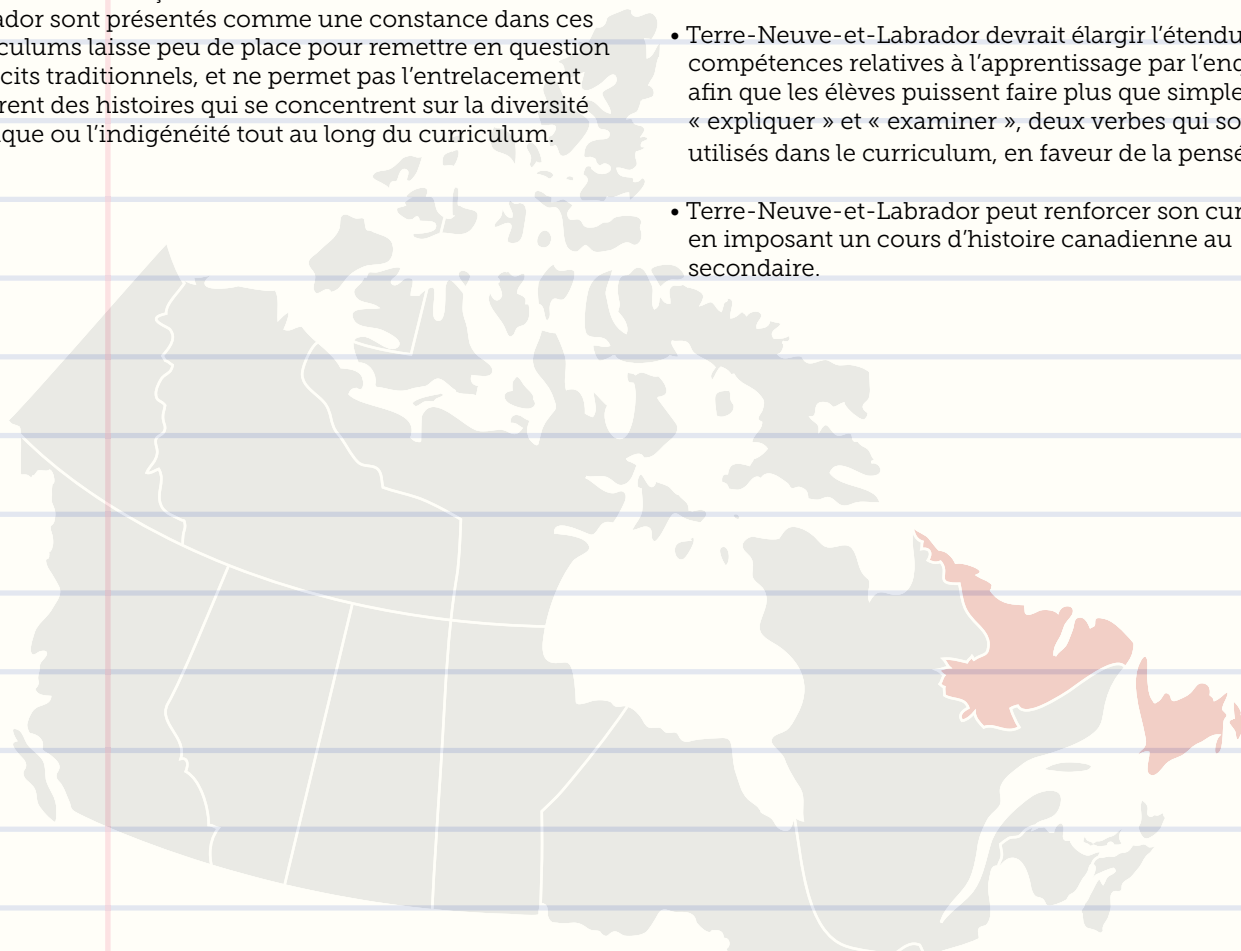 ador sont présentés comme une constance dans ces
culums laisse peu de place pour remettre en question
cits traditionnels, et ne permet pas l’entrelacement
rent des histoires qui se concentrent sur la diversité
que ou l’indigénéité tout au long du curriculum.
• Terre-Neuve-et-Labrador devrait élargir l’étendu
compétences relatives à l’apprentissage par l’enq
afin que les élèves puissent faire plus que simple
« expliquer » et « examiner », deux verbes qui so
utilisés dans le curriculum, en faveur de la pensé
• Terre-Neuve-et-Labrador peut renforcer son cur
en imposant un cours d’histoire canadienne au
secondaire.